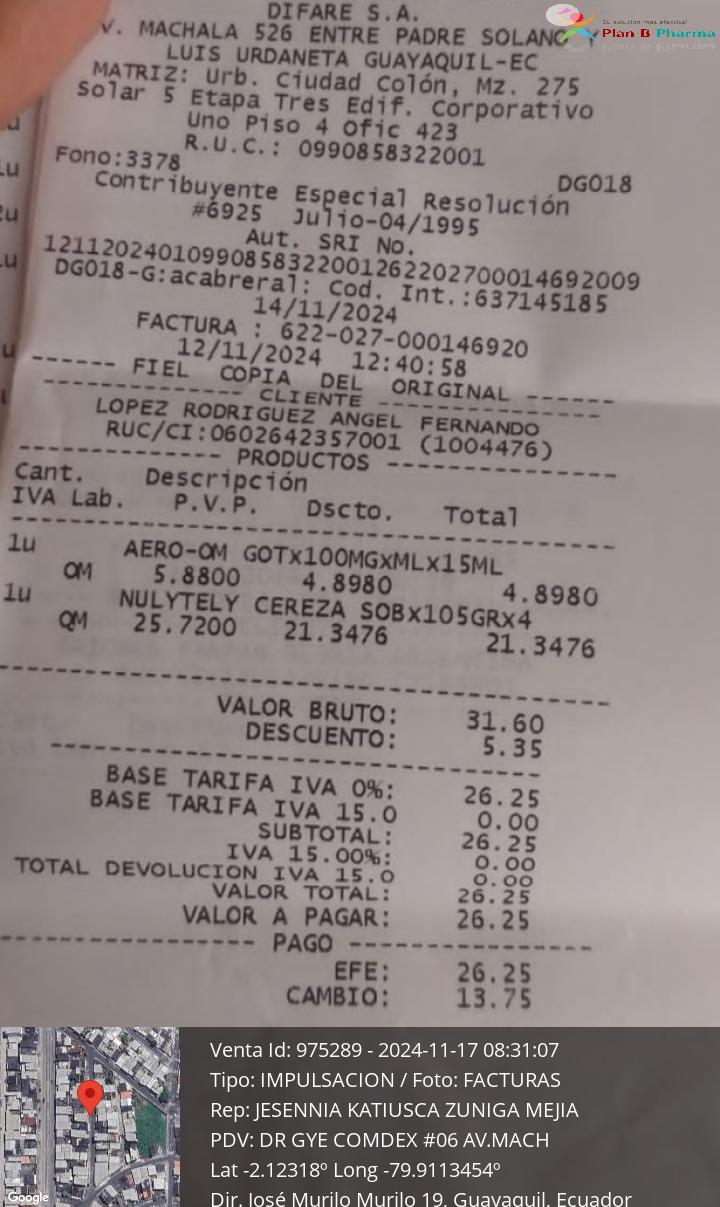 Su solución más efectiva!
Plan B Pharma
DIFARE S.A.
V. MACHALA 526 ENTRE PADRE SOLANO Y
LUIS URDANETA GUAYAQUIL-EC
MATRIZ: Urb. Ciudad Colón, Mz. 275
Solar 5 Etapa Tres Edif. Corporativo
Uno Piso 4 Ofic 423
R.U.C.: 0990858322001
Fono:3378 DG018
Contribuyente Especial Resolución
#6925 Julio-04/1995
Aut. SRI No.
12112024010990858322001262202700014692009
DG018-G:acabreral: Cod. Int.:637145185
14/11/2024
FACTURA : 622-027-000146920
12/11/2024 12:40:58
------ FIEL COPIA DEL ORIGINAL ------
------------- CLIENTE -------------
LOPEZ RODRIGUEZ ANGEL FERNANDO
RUC/CI:0602642357001 (1004476)
------------- PRODUCTOS -------------
Cant. Descripción
IVA Lab. P.V.P. Dscto. Total
1u AERO-OM GOTx100MGxMLx15ML
OM 5.8800 4.8980 4.8980
1u NULYTELY CEREZA SOBx105GRx4
QM 25.7200 21.3476 21.3476
VALOR BRUTO: 31.60
DESCUENTO: 5.35
BASE TARIFA IVA 0%: 26.25
BASE TARIFA IVA 15.0 0.00
SUBTOTAL: 26.25
IVA 15.00%: 0.00
TOTAL DEVOLUCION IVA 15.0 0.00
VALOR TOTAL: 26.25
VALOR A PAGAR: 26.25
---------------- PAGO ----------------
EFE: 26.25
CAMBIO: 13.75
Venta Id: 975289 - 2024-11-17 08:31:07
Tipo: IMPULSACION / Foto: FACTURAS
Rep: JESENNIA KATIUSCA ZUNIGA MEJIA
PDV: DR GYE COMDEX #06 AV.MACH
Lat -2.12318º Long -79.9113454º
Dir. José Murilo Murilo 19, Guayaquil, Ecuador
Google